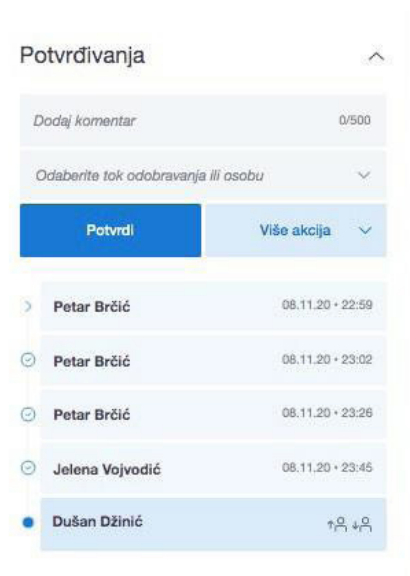 Potvrđivanja
Dodaj komentar 0/500
Odaberite tok odobravanja ili osobu
Potvrdi Više akcija
Petar Brčić 08.11.20 • 22:59
Petar Brčić 08.11.20 • 23:02
Petar Brčić 08.11.20 • 23:26
Jelena Vojvodić 08.11.20 • 23:45
Dušan Džinić